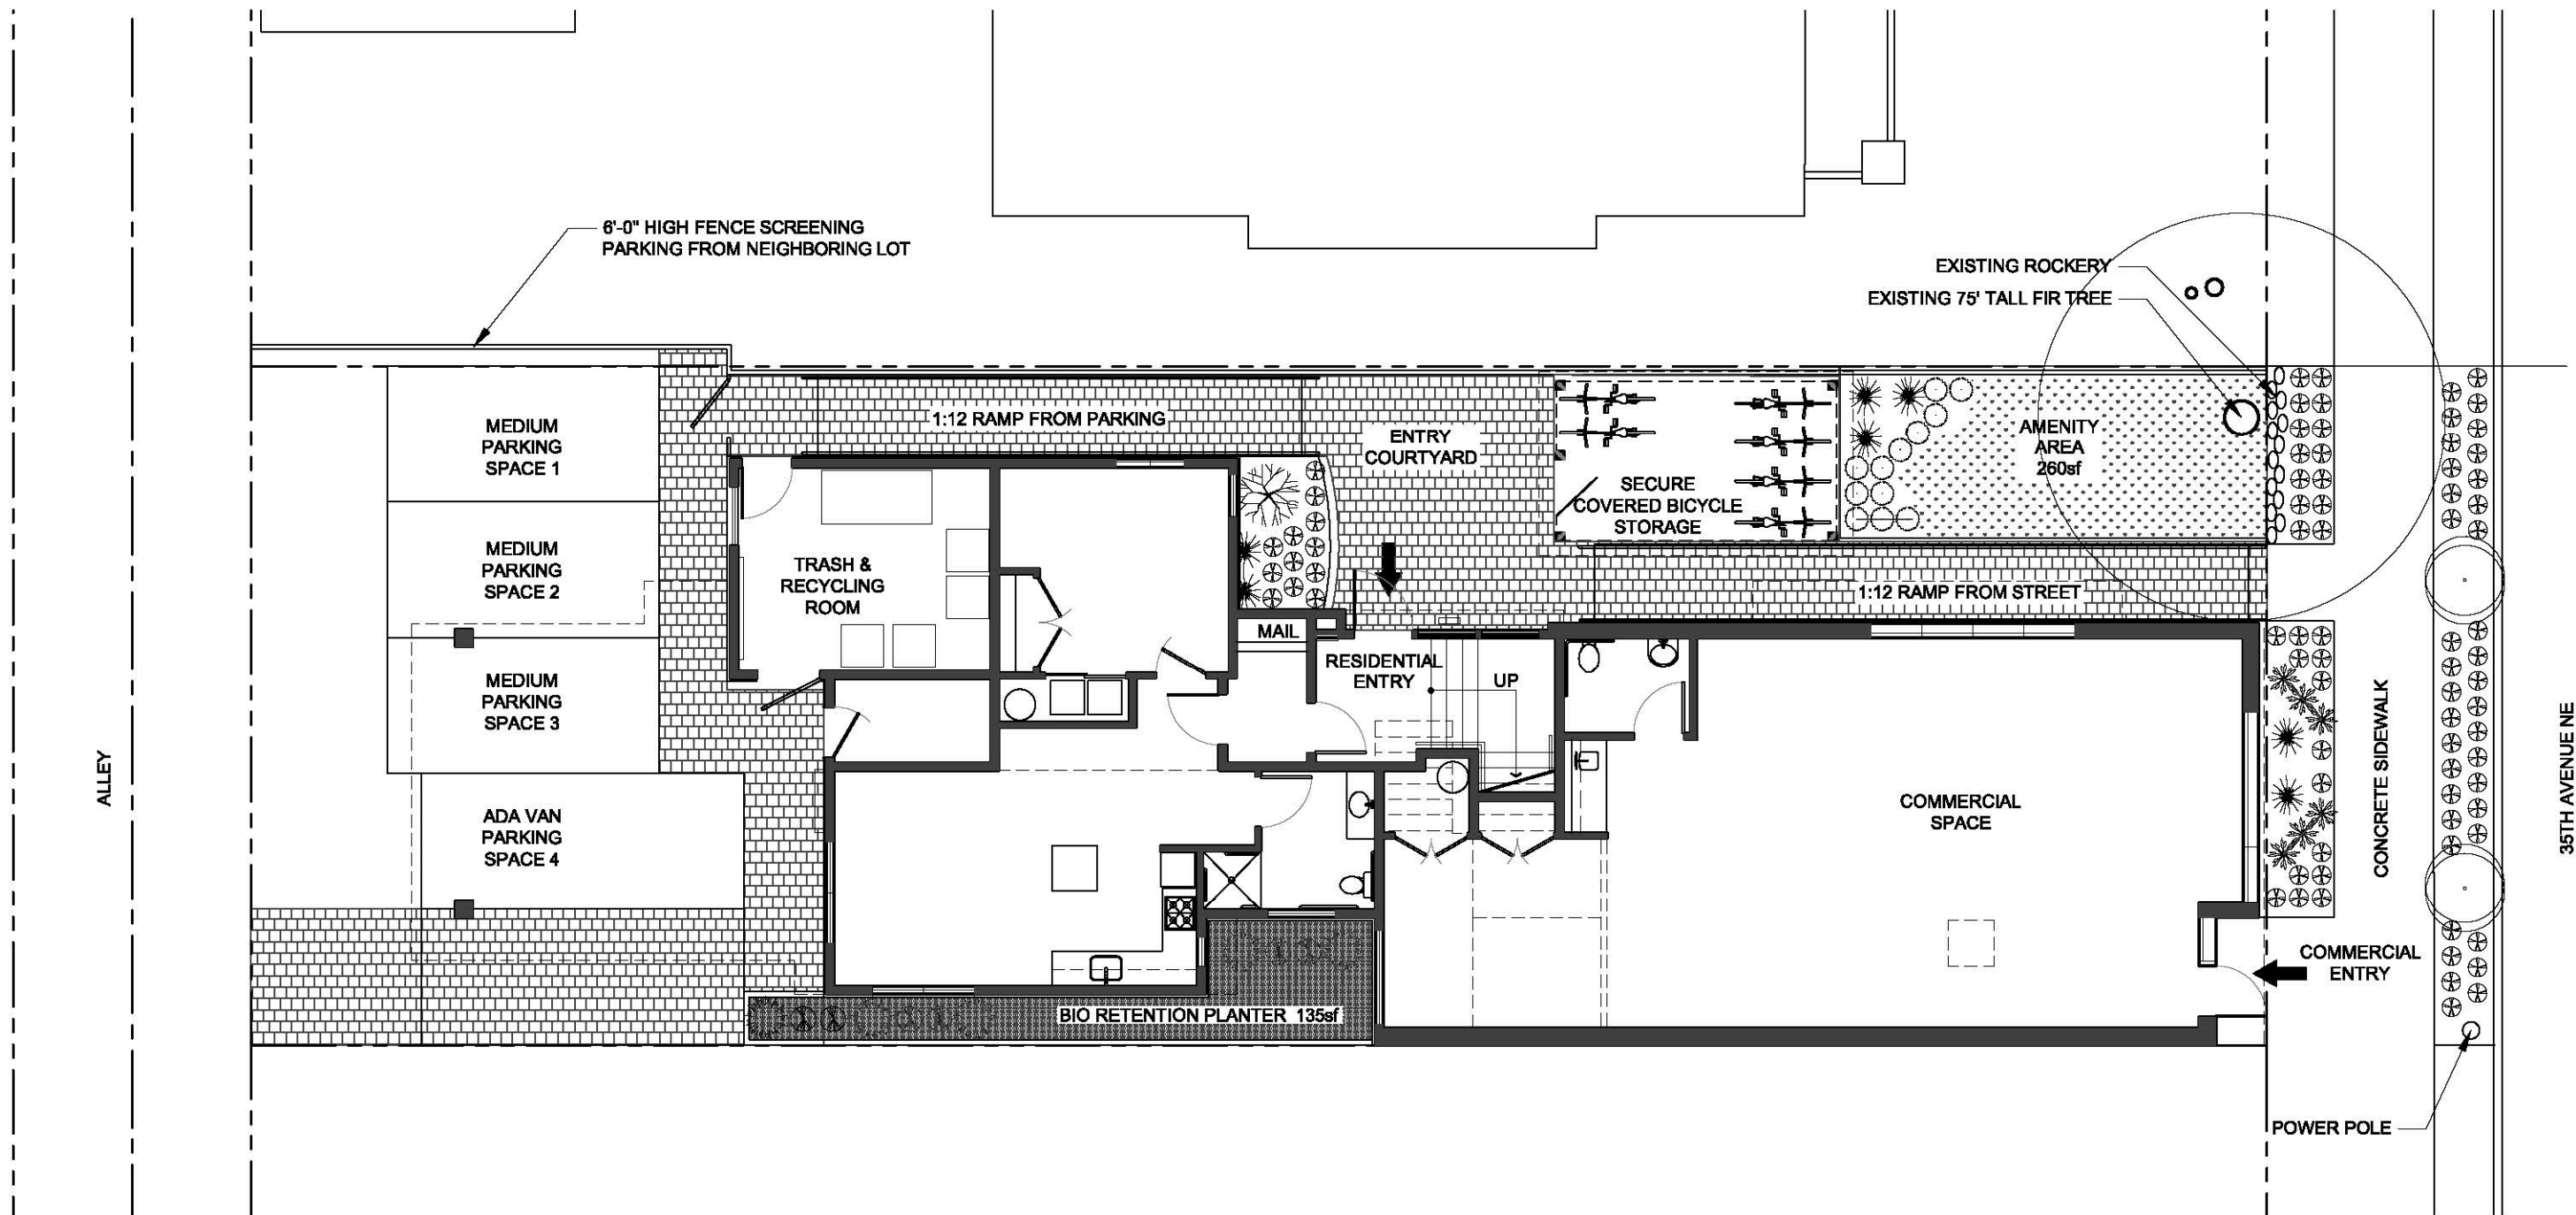 6'-0" HIGH FENCE SCREENING
PARKING FROM NEIGHBORING LOT
EXISTING ROCKERY
EXISTING 75' TALL FIR TREE
1:12 RAMP FROM PARKING
ENTRY
COURTYARD
SECURE
COVERED BICYCLE
STORAGE
AMENITY
AREA
260sf
MEDIUM
PARKING
SPACE 1
MEDIUM
PARKING
SPACE 2
TRASH &
RECYCLING
ROOM
1:12 RAMP FROM STREET
MAIL
RESIDENTIAL
ENTRY
UP
MEDIUM
PARKING
SPACE 3
ALLEY
ADA VAN
PARKING
SPACE 4
COMMERCIAL
SPACE
CONCRETE SIDEWALK
35TH AVENUE NE
COMMERCIAL
ENTRY
BIO RETENTION PLANTER 135sf
POWER POLE